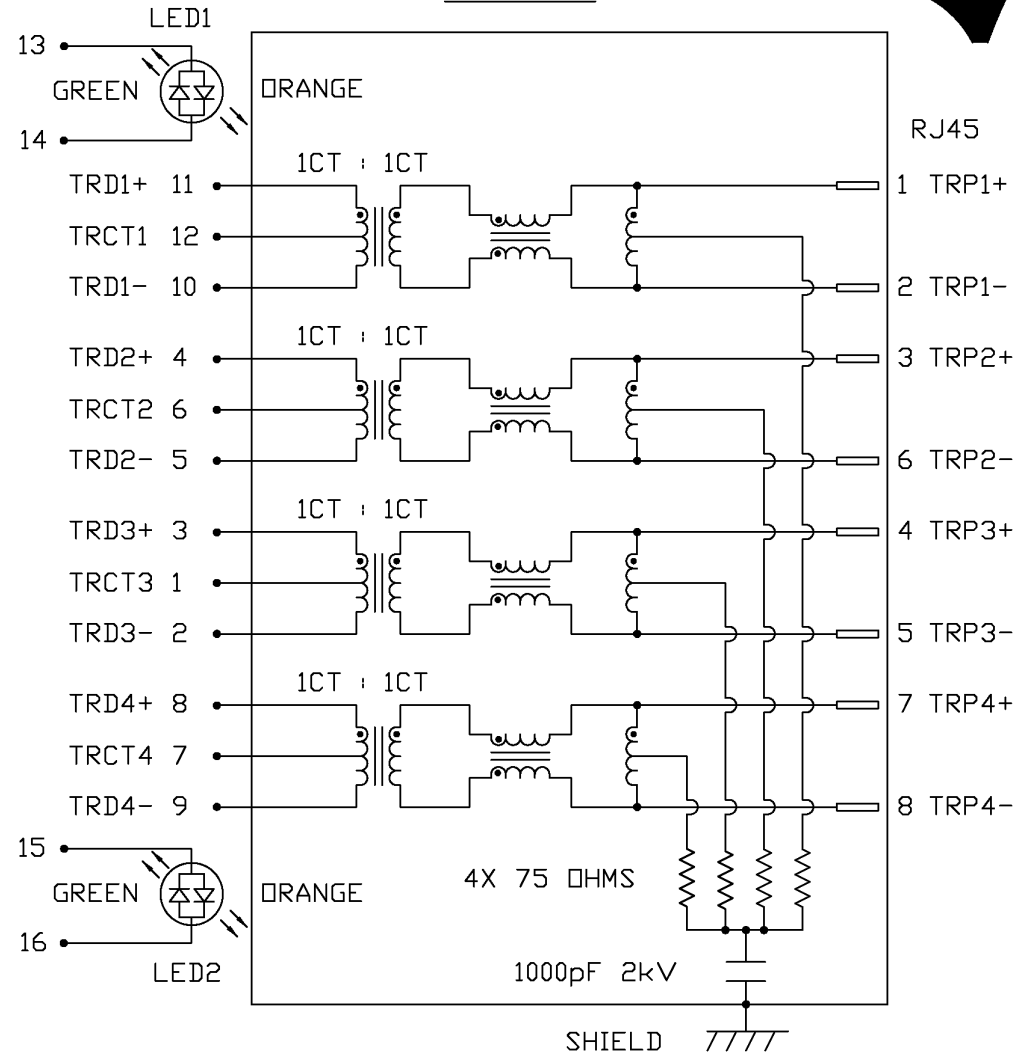 LED1
13
GREEN ORANGE
14
RJ45
1CT : 1CT
TRD1+ 11 1 TRP1+
TRCT1 12
TRD1- 10 2 TRP1-
1CT : 1CT
TRD2+ 4 3 TRP2+
TRCT2 6
TRD2- 5 6 TRP2-
1CT : 1CT
TRD3+ 3 4 TRP3+
TRCT3 1
TRD3- 2 5 TRP3-
1CT : 1CT
TRD4+ 8 7 TRP4+
TRCT4 7
TRD4- 9 8 TRP4-
15
4X 75 OHMS
GREEN ORANGE
16
LED2
1000pF 2kV
SHIELD